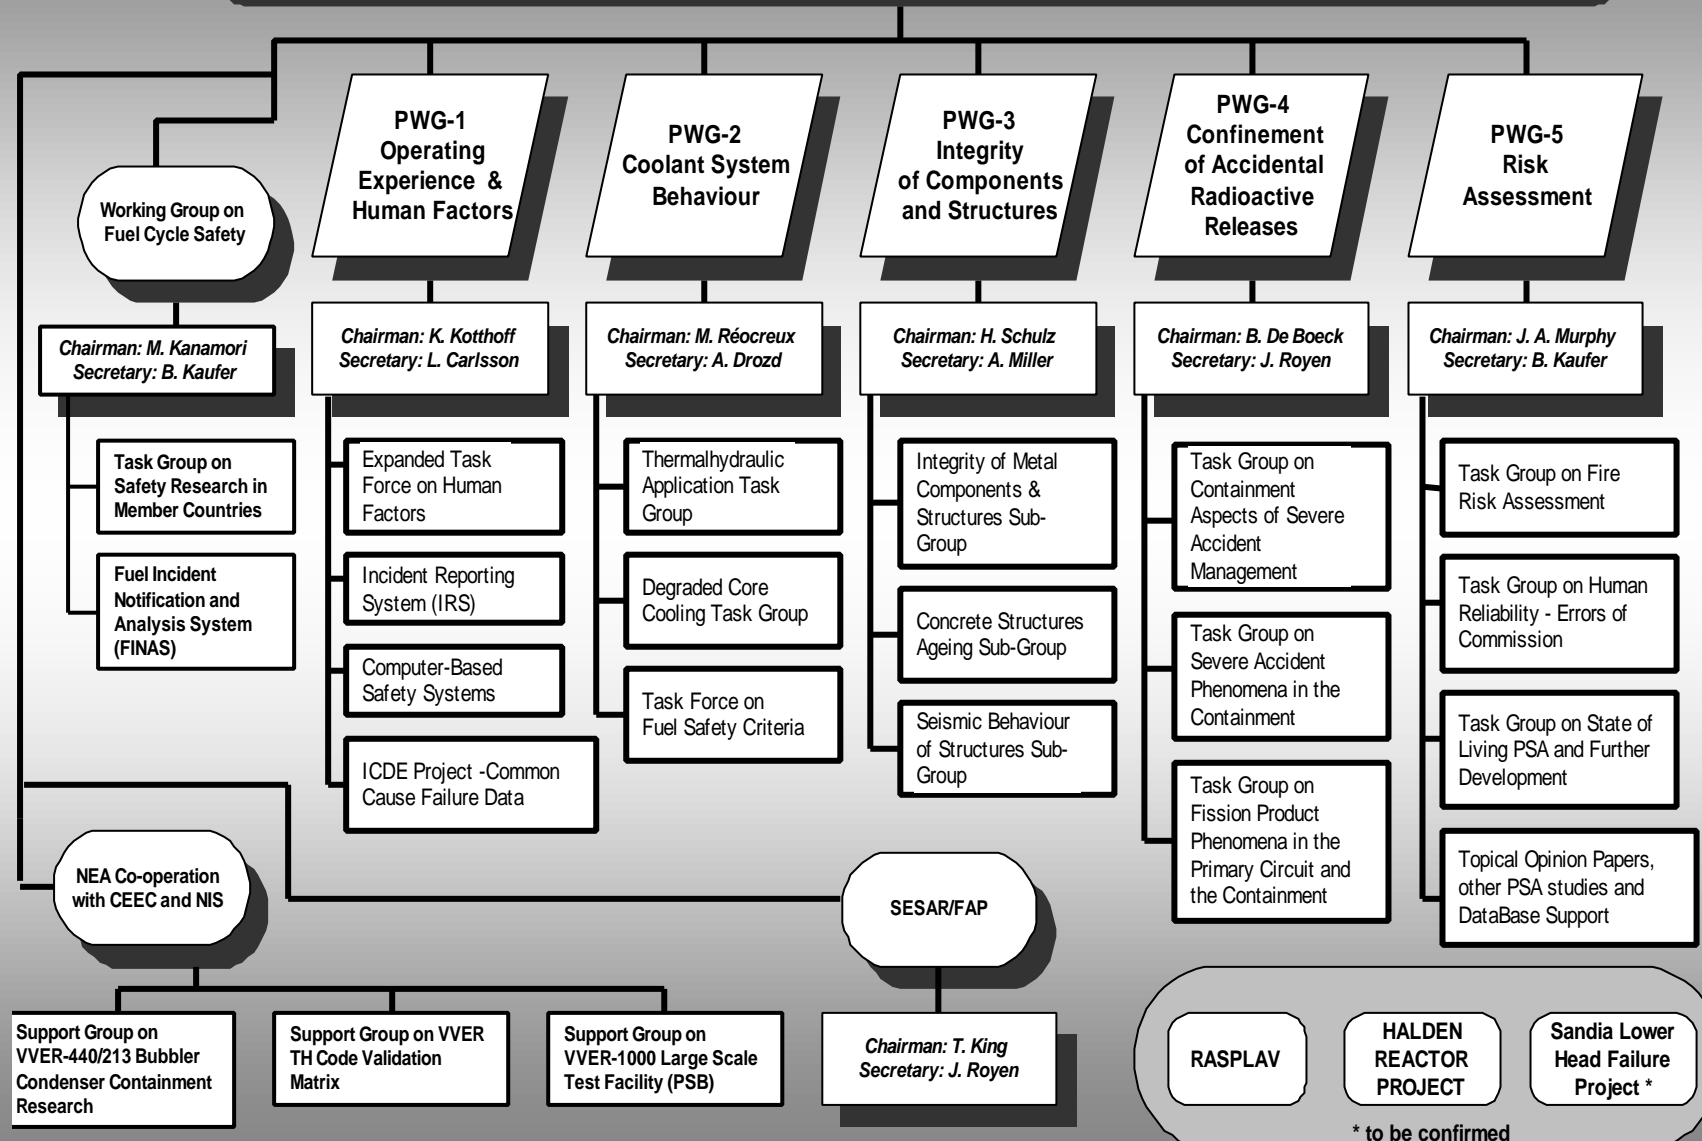 PWG-1
Operating
Experience &
Human Factors
PWG-2
Coolant System
Behaviour
PWG-3
Integrity
of Components
and Structures
PWG-4
Confinement
of Accidental
Radioactive
Releases
PWG-5
Risk
Assessment
Working Group on
Fuel Cycle Safety
Chairman: M. Kanamori
Secretary: B. Kaufer
Chairman: K. Kotthoff
Secretary: L. Carlsson
Chairman: M. Réocreux
Secretary: A. Drozd
Chairman: H. Schulz
Secretary: A. Miller
Chairman: B. De Boeck
Secretary: J. Royen
Chairman: J. A. Murphy
Secretary: B. Kaufer
Task Group on
Safety Research in
Member Countries
Fuel Incident
Notification and
Analysis System
(FINAS)
Expanded Task
Force on Human
Factors
Incident Reporting
System (IRS)
Computer-Based
Safety Systems
ICDE Project -Common
Cause Failure Data
Thermalhydraulic
Application Task
Group
Degraded Core
Cooling Task Group
Task Force on
Fuel Safety Criteria
Integrity of Metal
Components &
Structures Sub-
Group
Concrete Structures
Ageing Sub-Group
Seismic Behaviour
of Structures Sub-
Group
Task Group on
Containment
Aspects of Severe
Accident
Management
Task Group on
Severe Accident
Phenomena in the
Containment
Task Group on
Fission Product
Phenomena in the
Primary Circuit and
the Containment
Task Group on Fire
Risk Assessment
Task Group on Human
Reliability - Errors of
Commission
Task Group on State of
Living PSA and Further
Development
Topical Opinion Papers,
other PSA studies and
DataBase Support
NEA Co-operation
with CEEC and NIS
Support Group on
VVER-440/213 Bubbler
Condenser Containment
Research
Support Group on VVER
TH Code Validation
Matrix
Support Group on
VVER-1000 Large Scale
Test Facility (PSB)
SESAR/FAP
Chairman: T. King
Secretary: J. Royen
RASPLAV
HALDEN
REACTOR
PROJECT
Sandia Lower
Head Failure
Project *
* to be confirmed